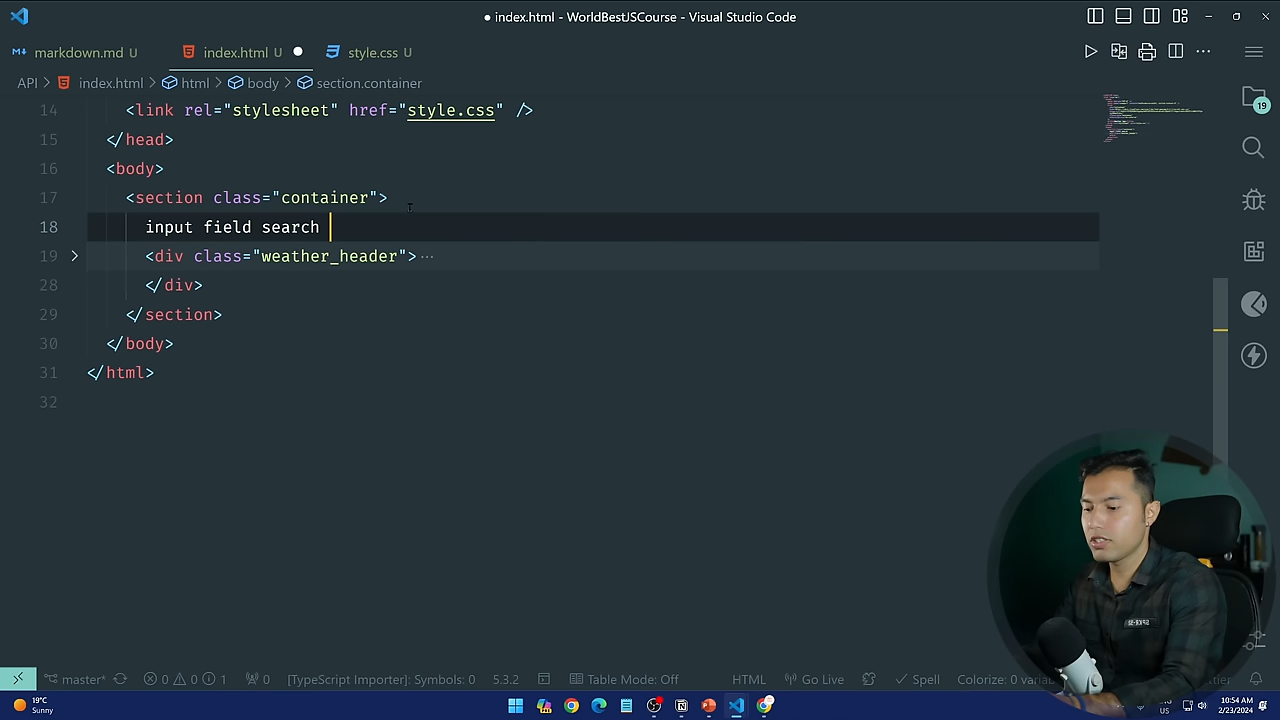 ● index.html - WorldBestJSCourse - Visual Studio Code
markdown.md U
index.html U ●
style.css U
API > index.html > html > body > section.container
14 <link rel="stylesheet" href="style.css" />
15 </head>
16 <body>
17 <section class="container">
18 input field search
19 <div class="weather_header">…
28 </div>
29 </section>
30 </body>
31 </html>
32
19
master* 0 0 1 0 [TypeScript Importer]: Symbols: 0 5.3.2 Table Mode: Off HTML Go Live Spell Colorize: 0 variab
19°C
Sunny
US
10:54 AM
2/23/2024